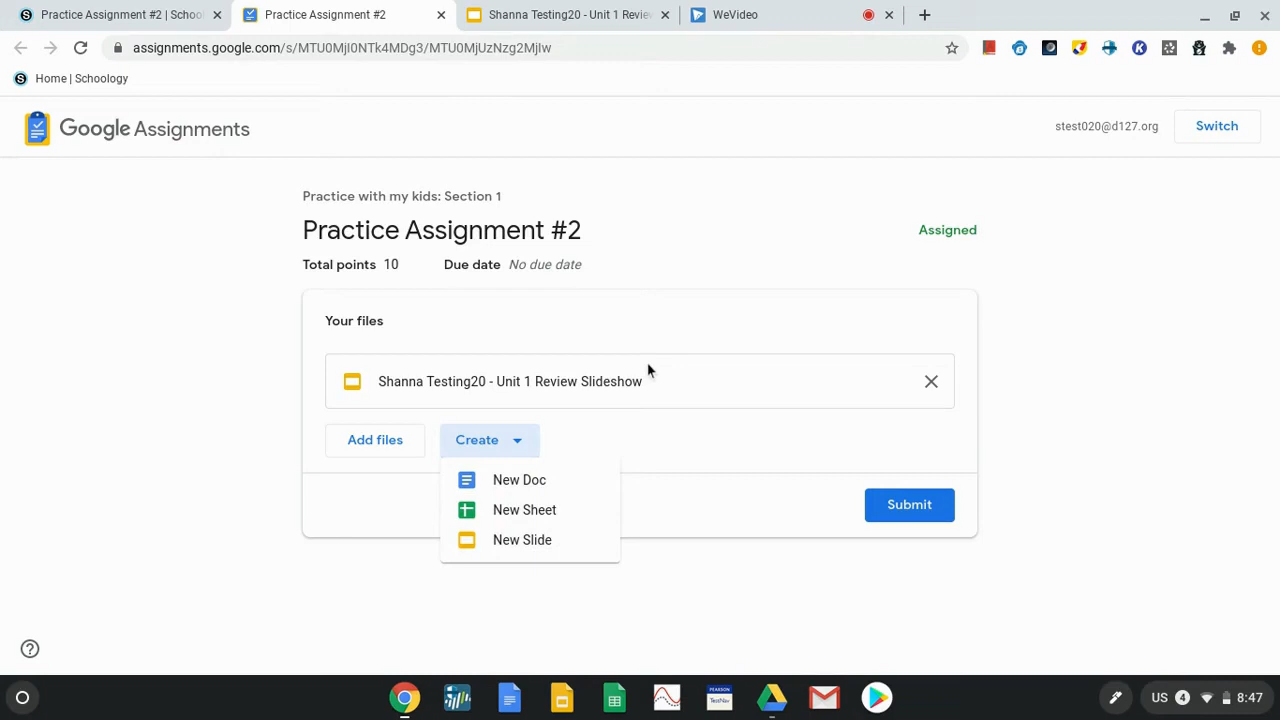 Practice Assignment #2 | Schoo
Practice Assignment #2
Shanna Testing20 - Unit 1 Revie
WeVideo
assignments.google.com/s/MTU0MjI0NTk4MDg3/MTU0MjUzNzg2MjIw
Home | Schoology
Google Assignments
stest020@d127.org
Switch
Practice with my kids: Section 1
Practice Assignment #2
Assigned
Total points 10
Due date No due date
Your files
Shanna Testing20 - Unit 1 Review Slideshow
Add files
Create
New Doc
New Sheet
New Slide
Submit
US 4 8:47